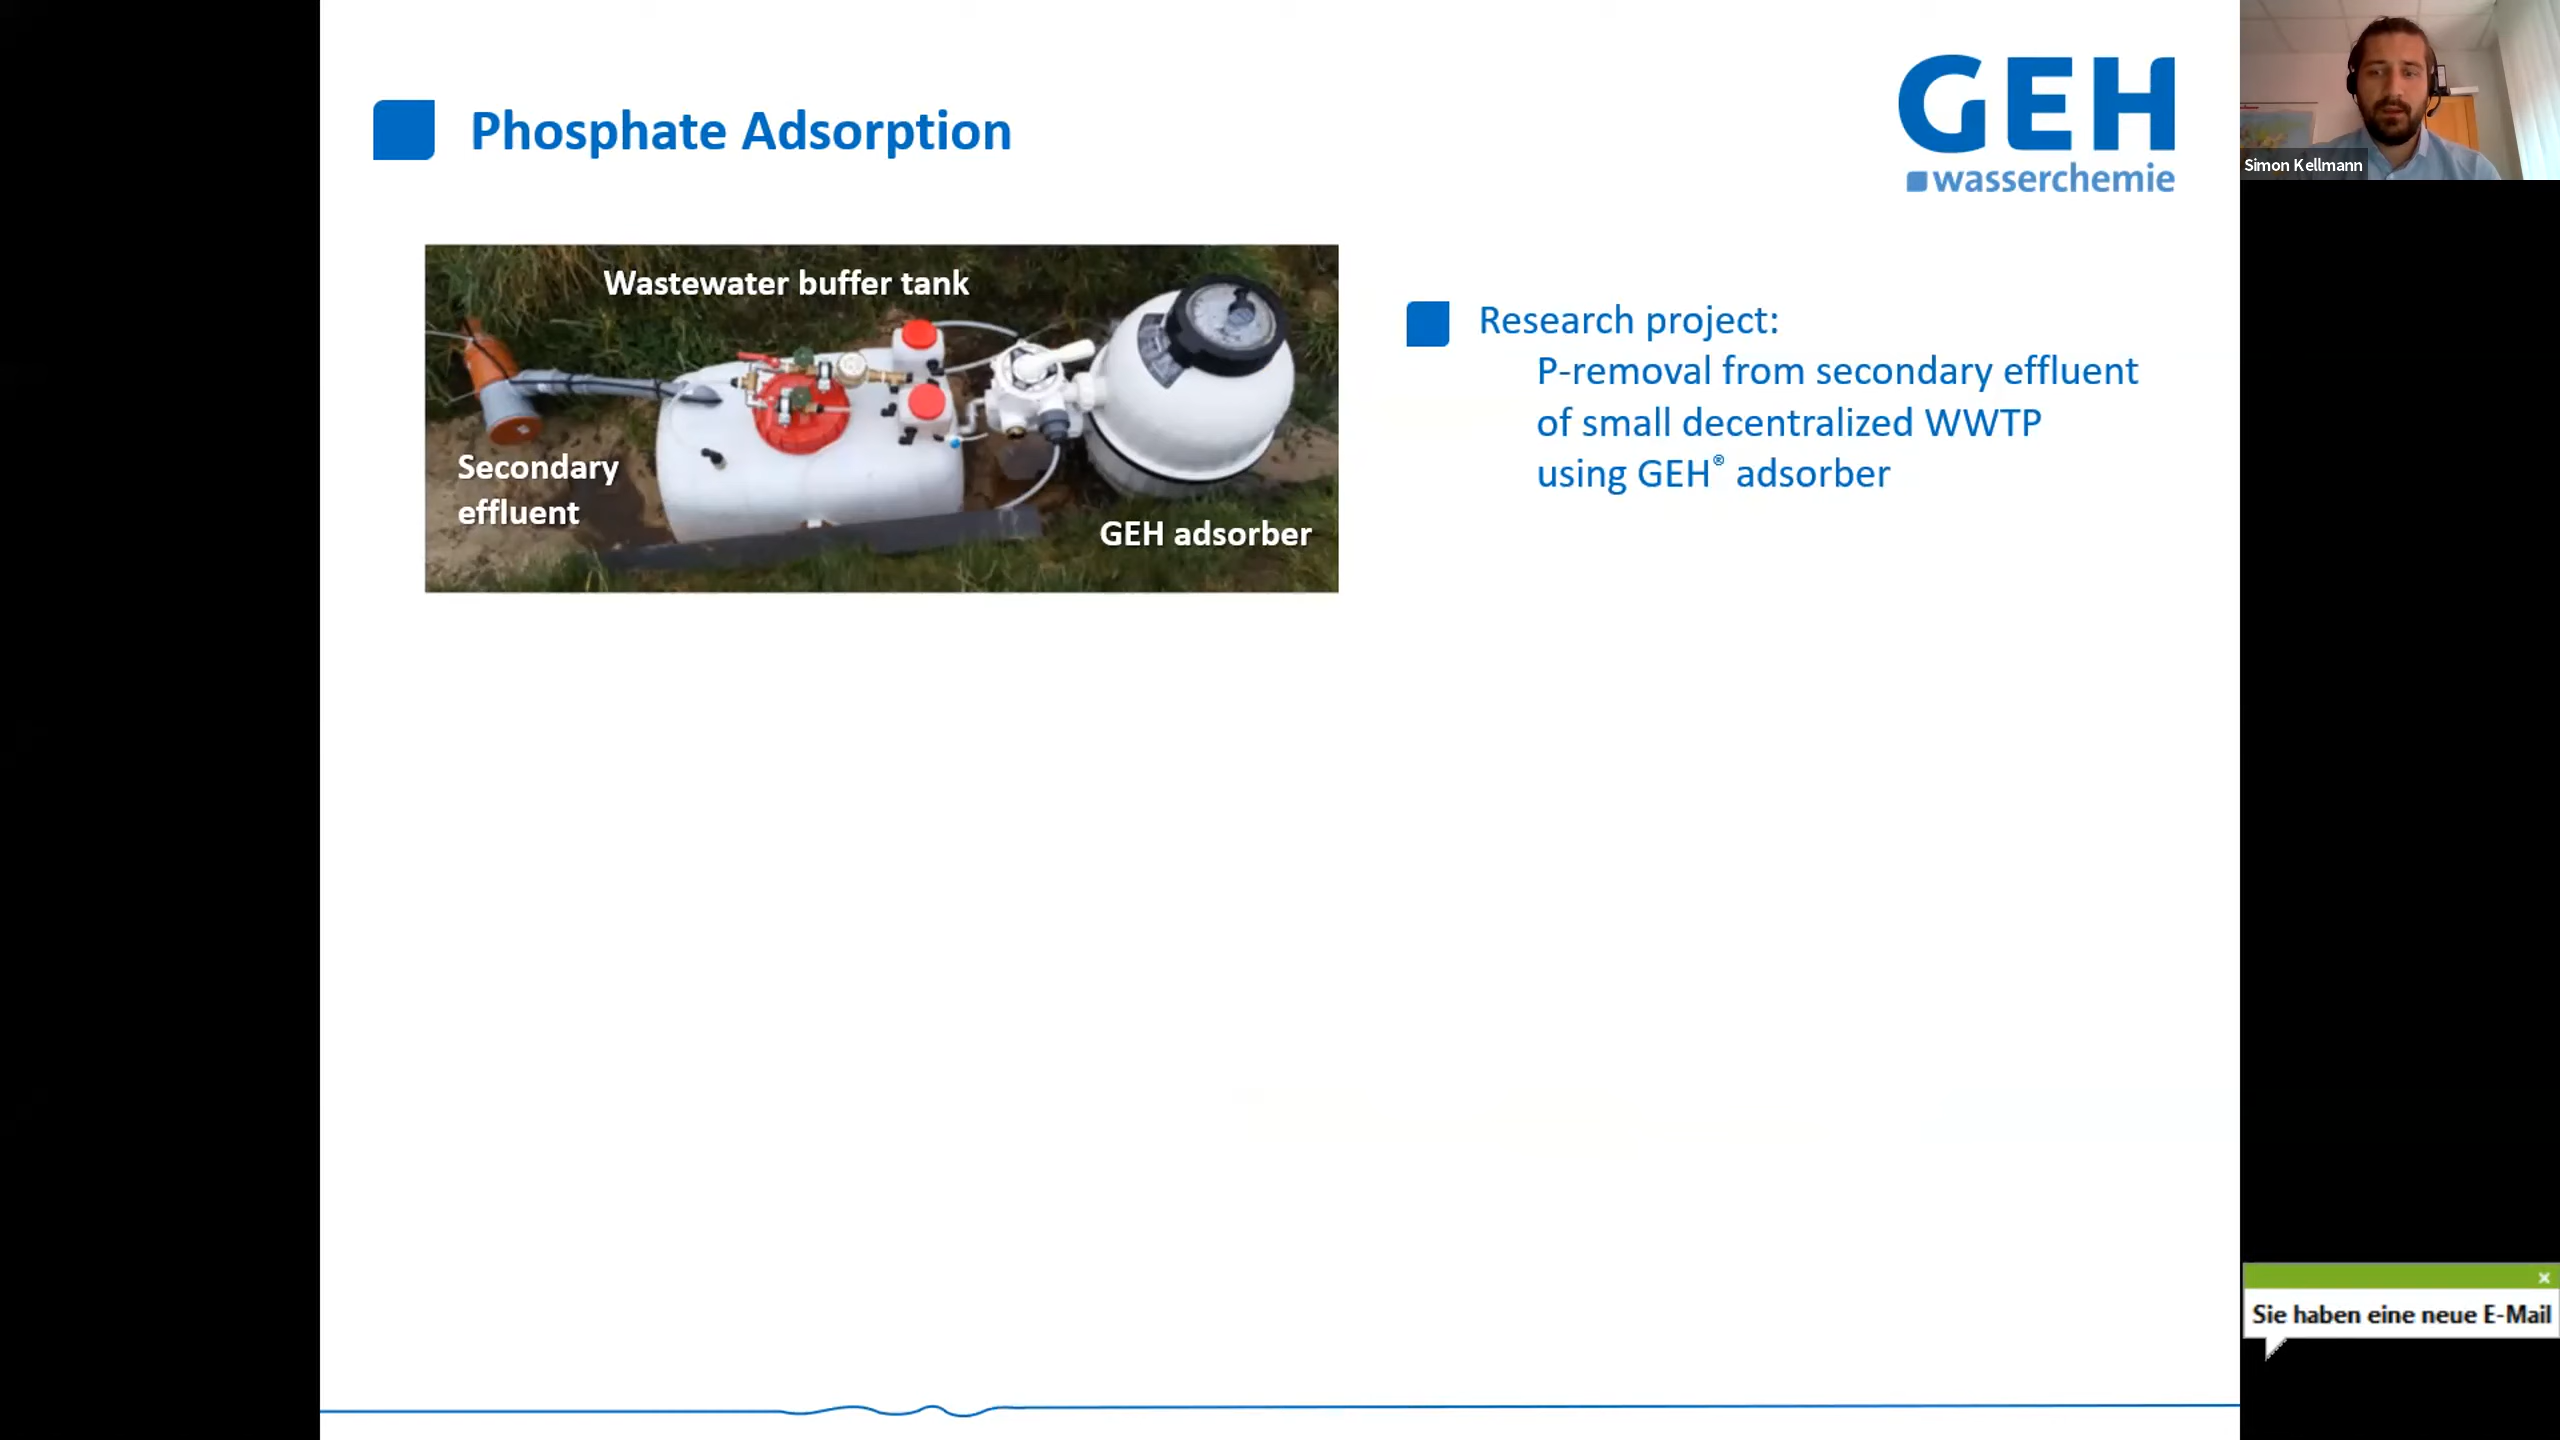 Phosphate Adsorption
GEH
wasserchemie
Simon Kellmann
Wastewater buffer tank
Secondary
effluent
GEH adsorber
Research project:
P-removal from secondary effluent
of small decentralized WWTP
using GEH® adsorber
Sie haben eine neue E-Mail